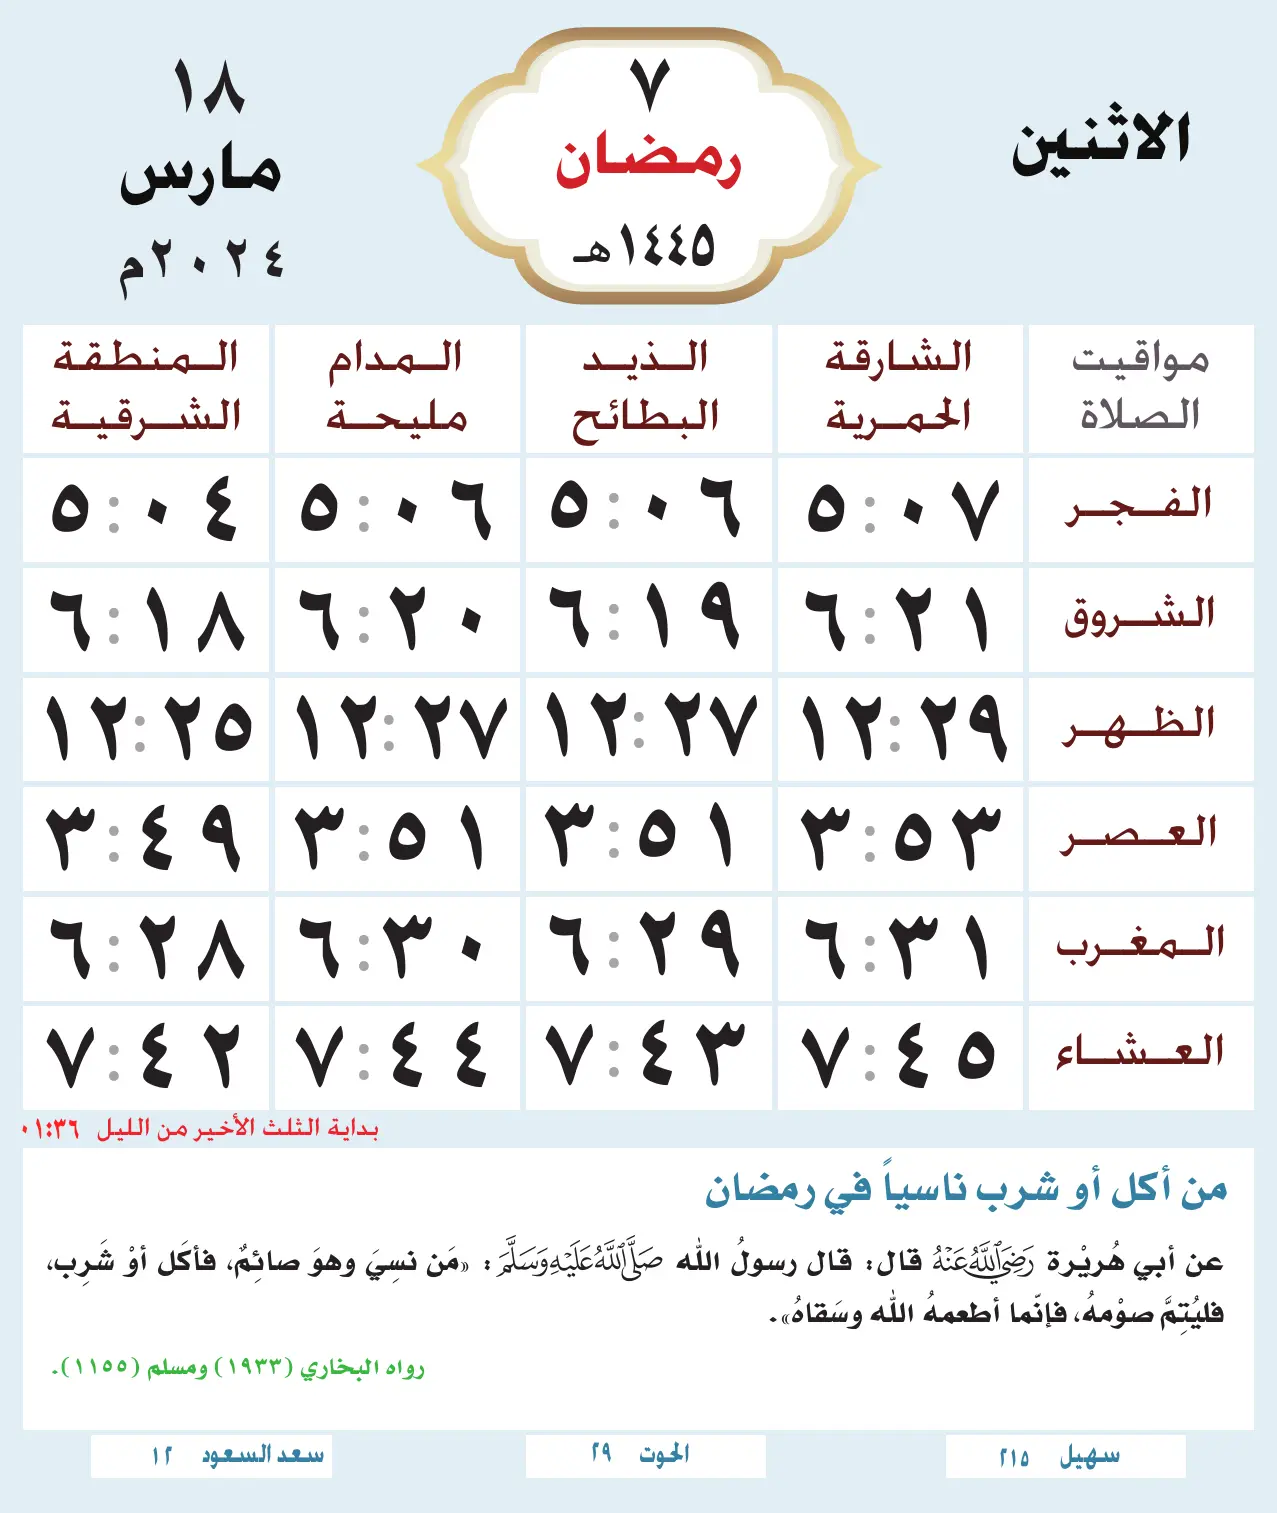 الاثنين
٧
رمضان
١٤٤٥هـ
١٨
مارس
٢٠٢٤م
مواقيت الصلاة
الشارقة الحمرية
الذيد البطائح
المدام مليحة
المنطقة الشرقية
الفجر ٥:٠٧ ٥:٠٦ ٥:٠٦ ٥:٠٤
الشروق ٦:٢١ ٦:١٩ ٦:٢٠ ٦:١٨
الظهر ١٢:٢٩ ١٢:٢٧ ١٢:٢٧ ١٢:٢٥
العصر ٣:٥٣ ٣:٥١ ٣:٥١ ٣:٤٩
المغرب ٦:٣١ ٦:٢٩ ٦:٣٠ ٦:٢٨
العشاء ٧:٤٥ ٧:٤٣ ٧:٤٤ ٧:٤٢
بداية الثلث الأخير من الليل ٠١:٣٦
من أكل أو شرب ناسياً في رمضان
عن أبي هُريْرة رَضِيَ اللَّهُ عَنْهُ قال: قال رسولُ الله صَلَّى اللَّهُ عَلَيْهِ وَسَلَّمَ: «مَن نسِيَ وهوَ صائِمٌ، فأكَل أوْ شَرِب،
فليُتِمَّ صوْمهُ، فإنّما أطعمهُ الله وسَقاهُ».
رواه البخاري (١٩٣٣) ومسلم (١١٥٥).
سهيل ٢١٥
الحوت ٢٩
سعد السعود ١٢